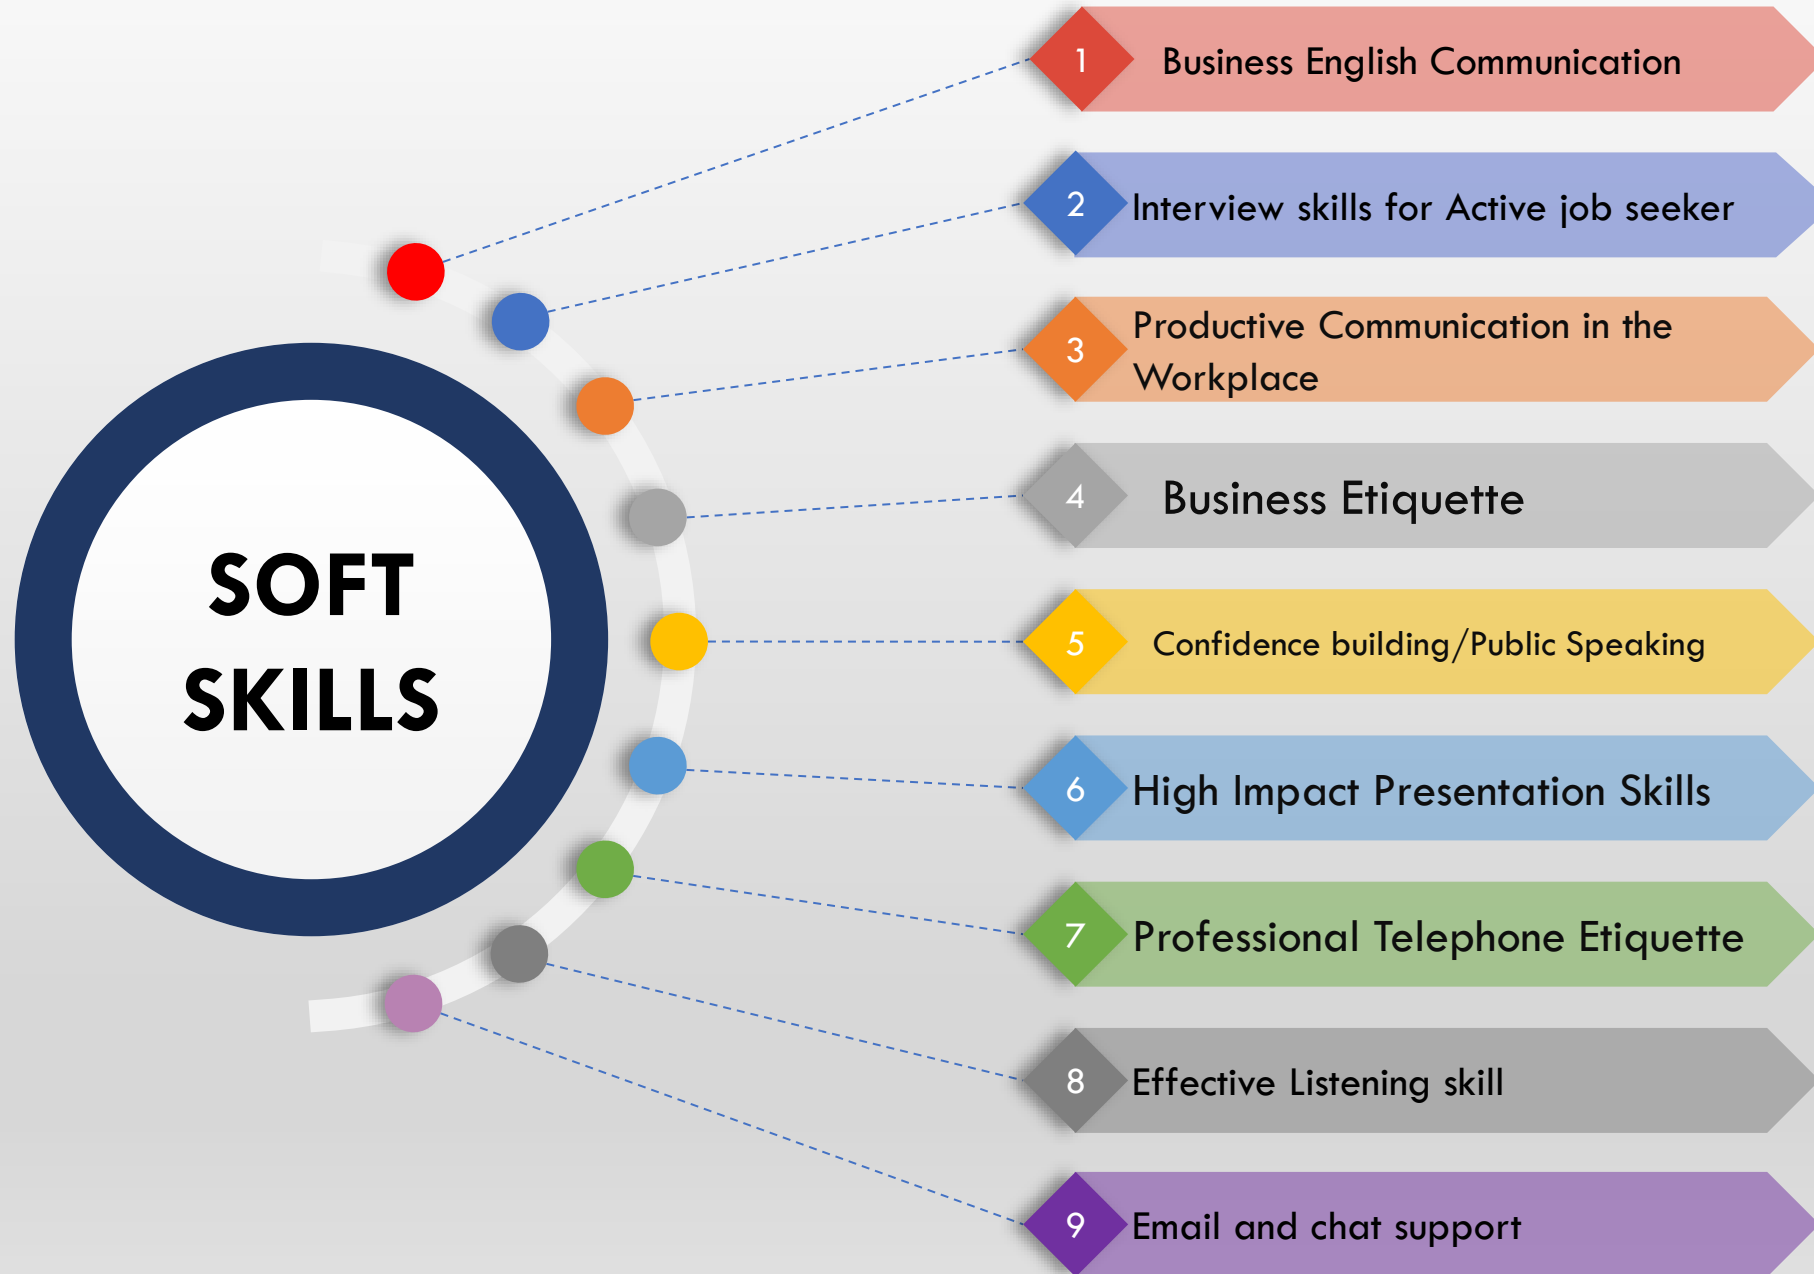 SOFT
SKILLS
1
Business English Communication
2
Interview skills for Active job seeker
3
Productive Communication in the
Workplace
4
Business Etiquette
5
Confidence building/Public Speaking
6
High Impact Presentation Skills
7
Professional Telephone Etiquette
8
Effective Listening skill
9
Email and chat support